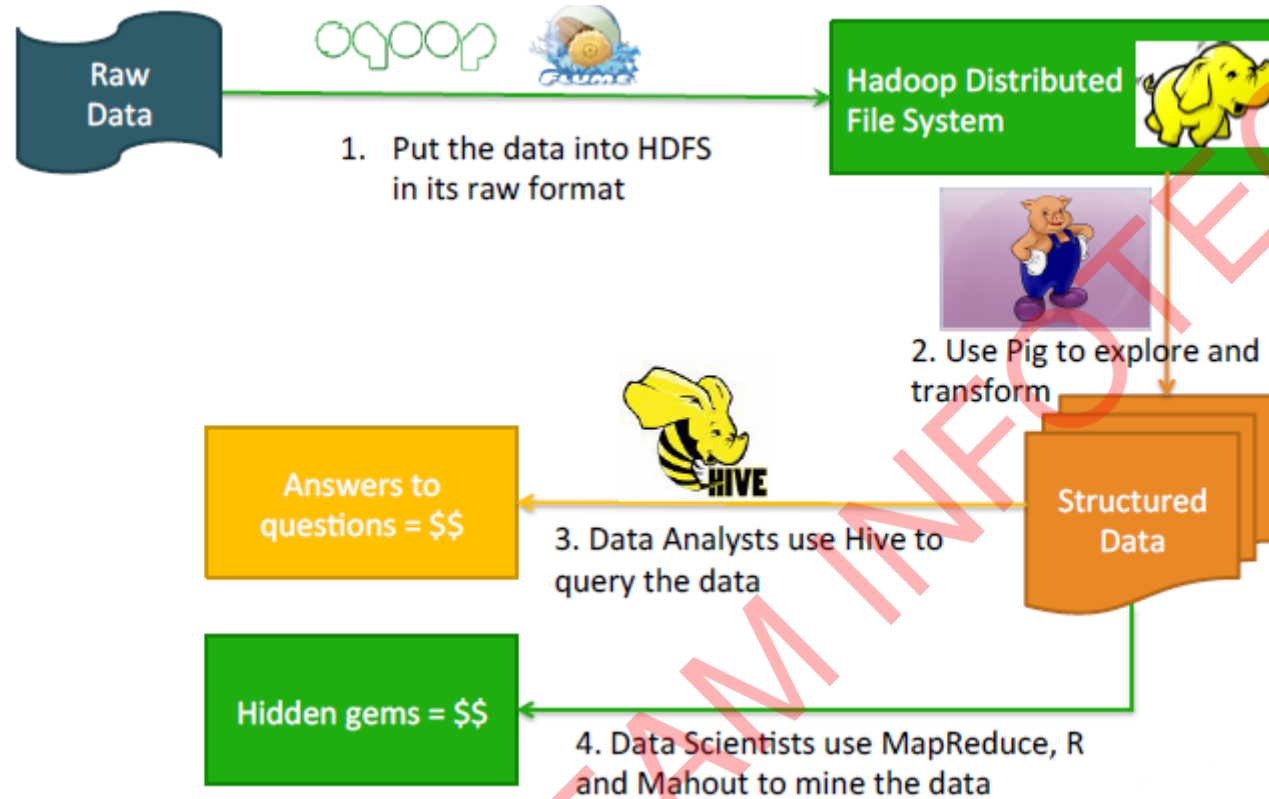 Raw
Data
sqoop
FLUME
1. Put the data into HDFS
in its raw format
Hadoop Distributed
File System
2. Use Pig to explore and
transform
HIVE
Answers to
questions = $$
3. Data Analysts use Hive to
query the data
Structured
Data
Hidden gems = $$
4. Data Scientists use MapReduce, R
and Mahout to mine the data